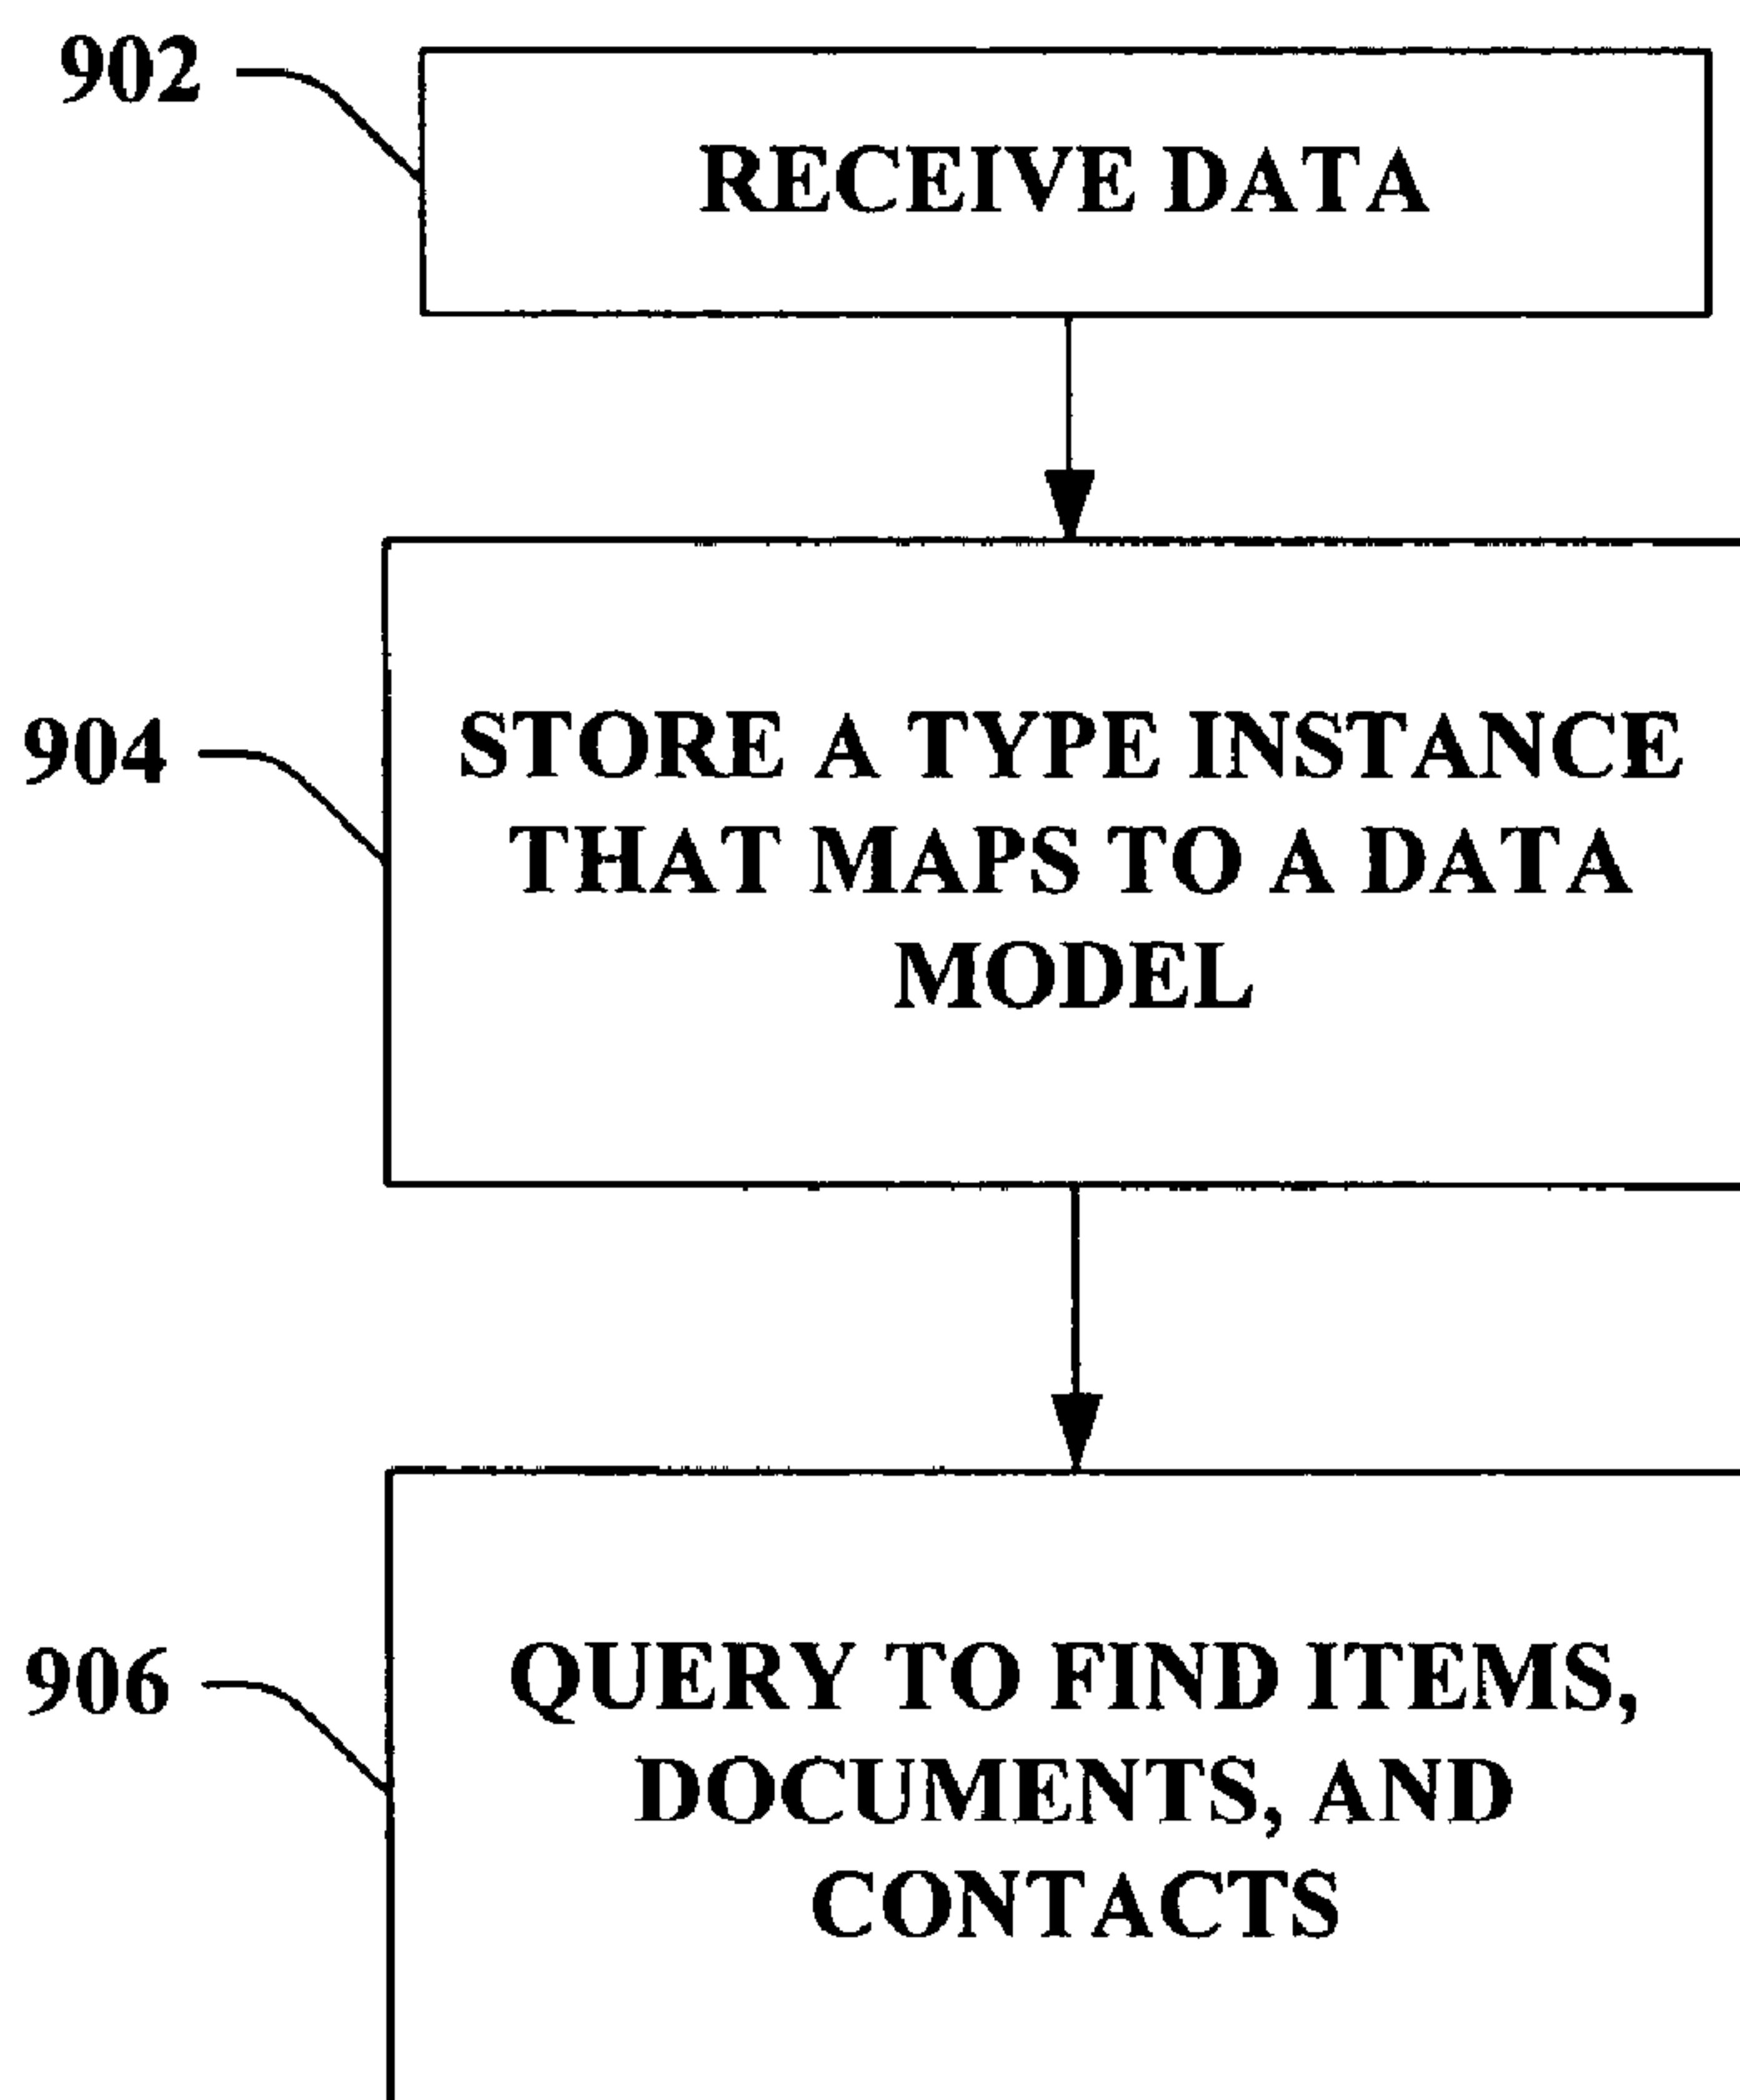 902
RECEIVE DATA
904
STORE A TYPE INSTANCE
THAT MAPS TO A DATA
MODEL
906
QUERY TO FIND ITEMS,
DOCUMENTS, AND
CONTACTS